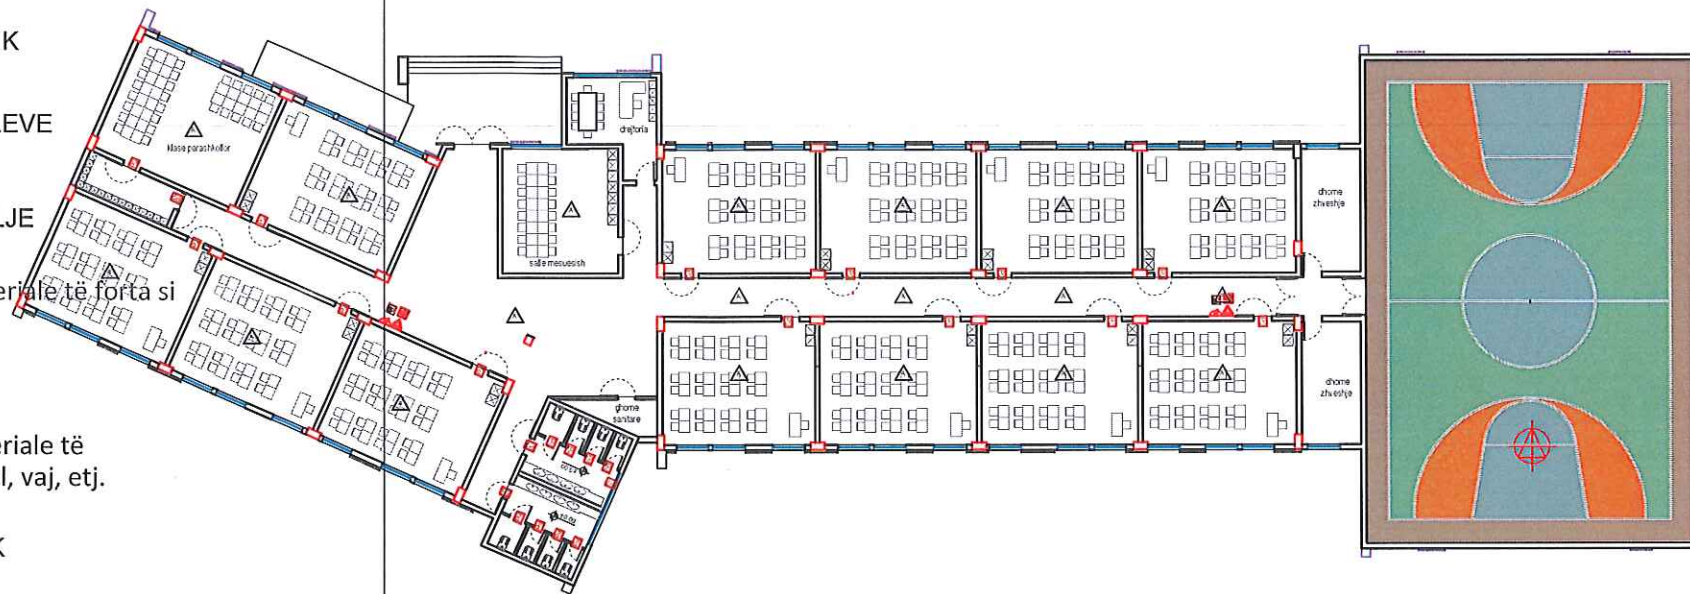 K
LEVE
LJE
eriale të forta si
eriale të
l, vaj, etj.
K
klase parashkollor
drejtoria
salle mesuesish
dhome
zhveshje
dhome
zhveshje
dhome
sanitare